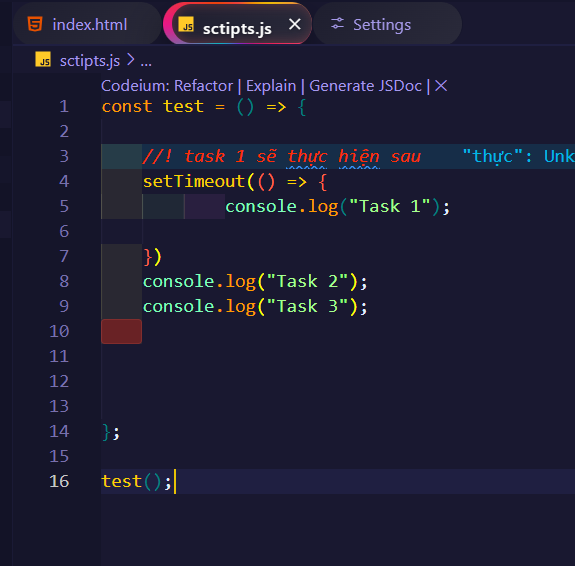 index.html
JS sctipts.js ×
Settings
JS sctipts.js > ...
Codeium: Refactor | Explain | Generate JSDoc | ×
1 const test = () => {
2
3 //! task 1 sẽ thực hiên sau "thực": Unk
4 setTimeout(() => {
5 console.log("Task 1");
6
7 })
8 console.log("Task 2");
9 console.log("Task 3");
10
11
12
13
14 };
15
16 test();